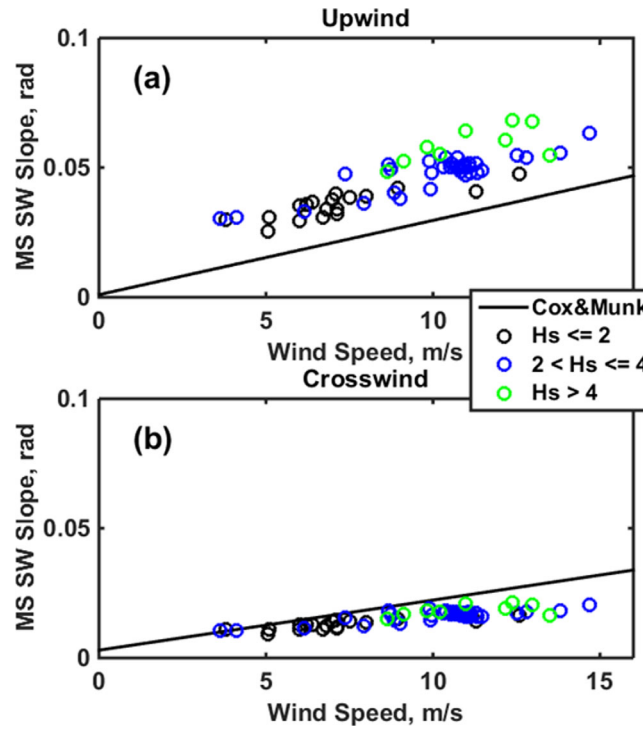 Upwind
0.1
(a)
0.05
0
MS SW Slope, rad
0
5
10
Wind Speed, m/s
Cox&Munk
Hs <= 2
2 < Hs <= 4
Hs > 4
Crosswind
0.1
(b)
0.05
0
MS SW Slope, rad
0
5
10
15
Wind Speed, m/s